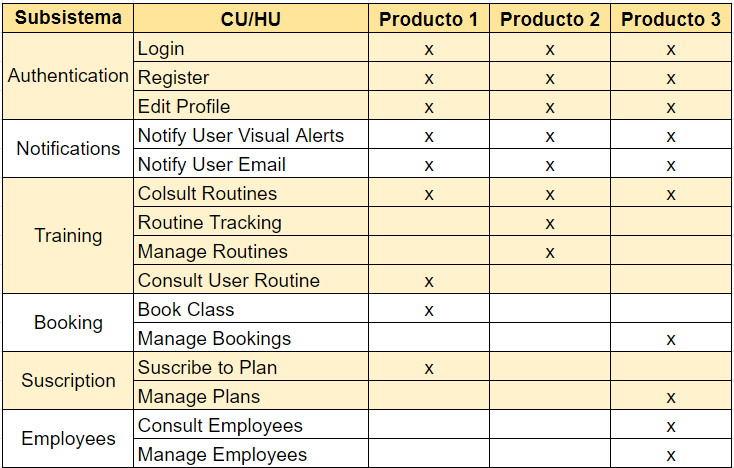 Subsistema CU/HU Producto 1 Producto 2 Producto 3
Authentication Login x x x
Register x x x
Edit Profile x x x
Notifications Notify User Visual Alerts x x x
Notify User Email x x x
Training Colsult Routines x x x
Routine Tracking x
Manage Routines x
Consult User Routine x
Booking Book Class x
Manage Bookings x
Suscription Suscribe to Plan x
Manage Plans x
Employees Consult Employees x
Manage Employees x